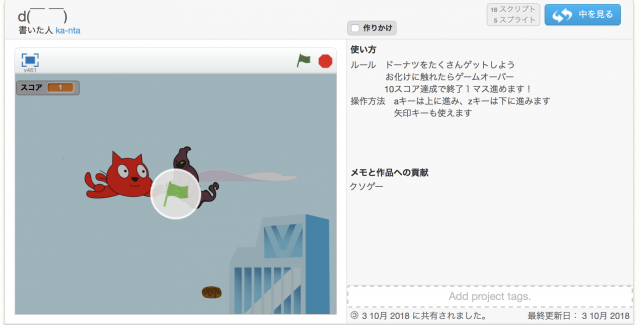 d(￣ ￣)
書いた人 ka-nta
16 スクリプト
5 スプライト
中を見る
作りかけ
v461
スコア 1
使い方
ルール ドーナツをたくさんゲットしよう
お化けに触れたらゲームオーバー
10スコア達成で終了1マス進めます!
操作方法 aキーは上に進み、zキーは下に進みます
矢印キーも使えます
メモと作品への貢献
クソゲー
Add project tags.
3 10月 2018 に共有されました。 最終更新日: 3 10月 2018